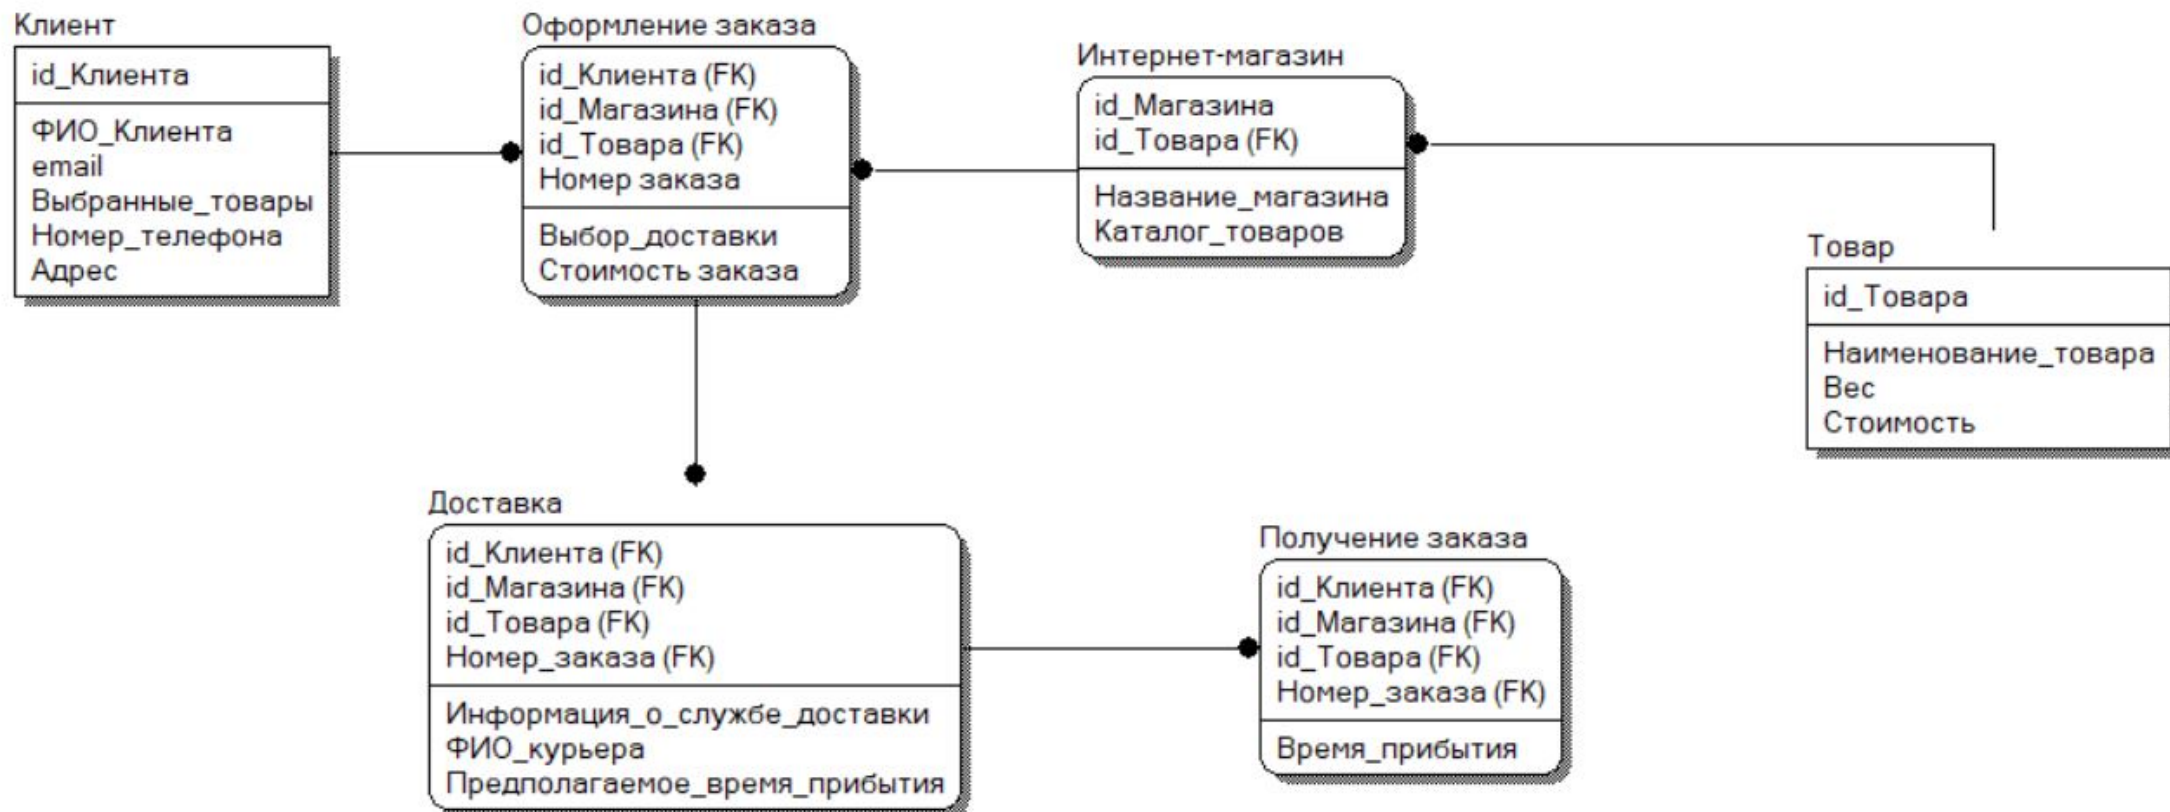 Клиент
id_Клиента
ФИО_Клиента
email
Выбранные_товары
Номер_телефона
Адрес
Оформление заказа
id_Клиента (FK)
id_Магазина (FK)
id_Товара (FK)
Номер заказа
Выбор_доставки
Стоимость заказа
Интернет-магазин
id_Магазина
id_Товара (FK)
Название_магазина
Каталог_товаров
Товар
id_Товара
Наименование_товара
Вес
Стоимость
Доставка
id_Клиента (FK)
id_Магазина (FK)
id_Товара (FK)
Номер_заказа (FK)
Информация_о_службе_доставки
ФИО_курьера
Предполагаемое_время_прибытия
Получение заказа
id_Клиента (FK)
id_Магазина (FK)
id_Товара (FK)
Номер_заказа (FK)
Время_прибытия